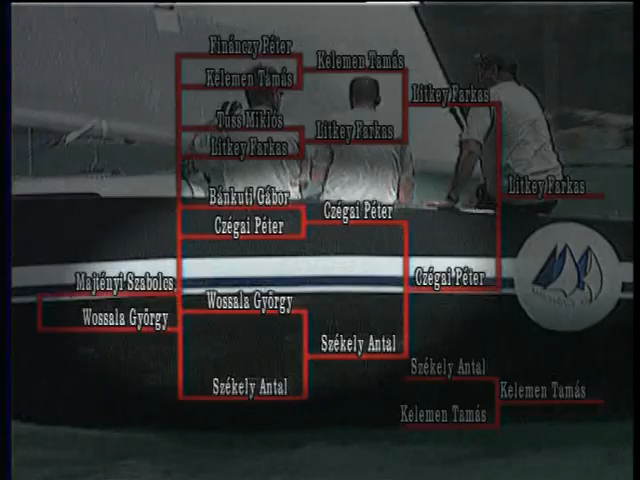 Finánczy Péter
Kelemen Tamás
Tuss Miklós
Litkey Farkas
Bánkuti Gábor
Czégai Péter
Majtényi Szabolcs
Wossala György
Wossala György
Székely Antal
Kelemen Tamás
Litkey Farkas
Czégai Péter
Székely Antal
Litkey Farkas
Czégai Péter
Litkey Farkas
Székely Antal
Kelemen Tamás
Kelemen Tamás